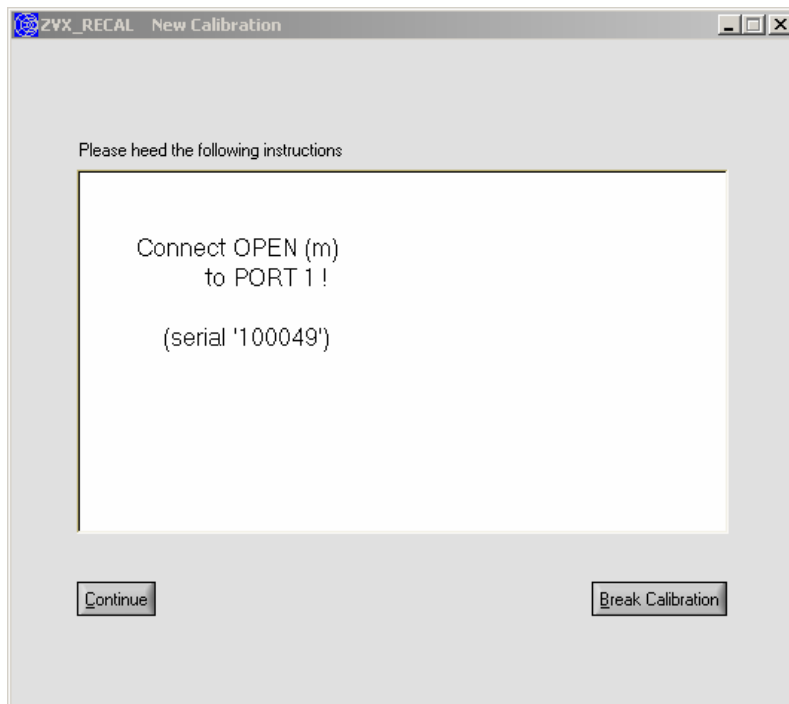 ZVX_RECAL New Calibration
Please heed the following instructions
Connect OPEN (m)
to PORT 1 !
(serial '100049')
Continue
Break Calibration